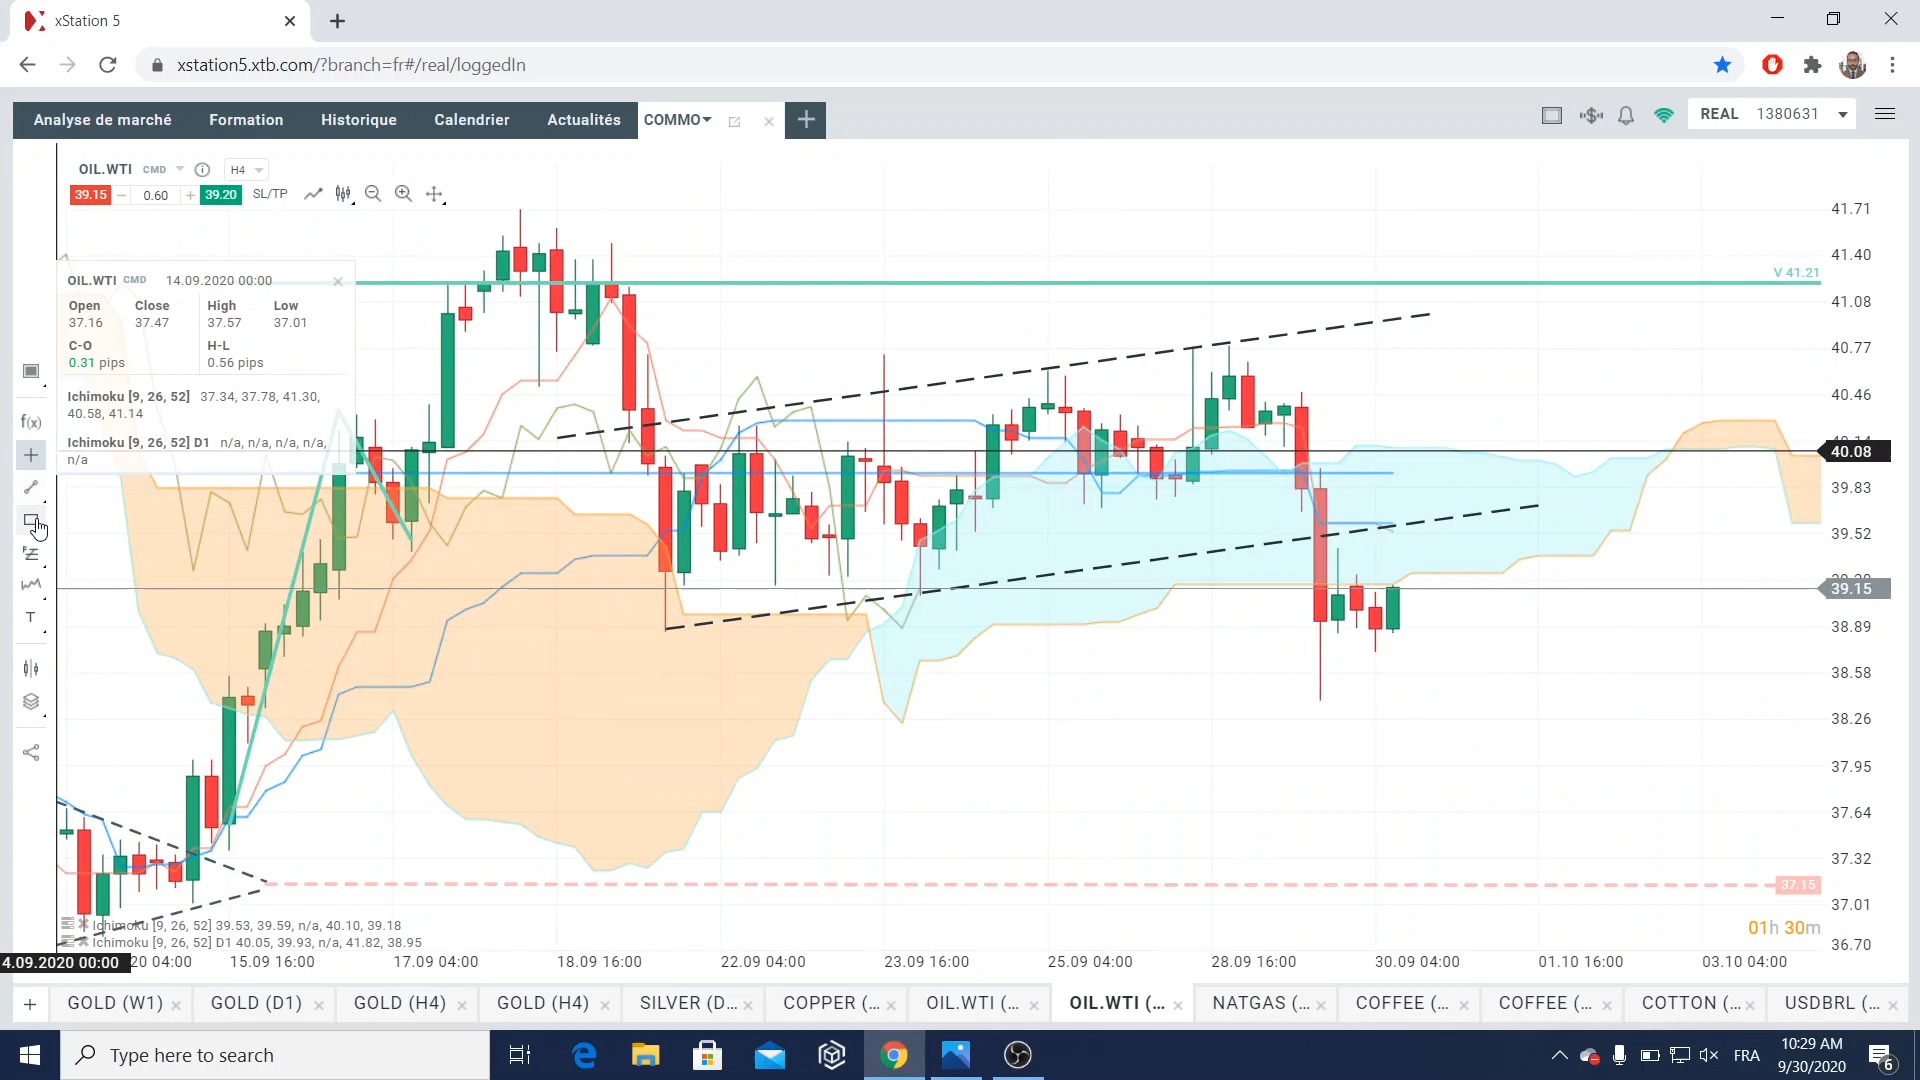 xStation 5
xstation5.xtb.com/?branch=fr#/real/loggedIn
Analyse de marché Formation Historique Calendrier Actualités COMMO REAL 1380631
OIL.WTI CMD H4
39.15 0.60 39.20 SL/TP
41.71
41.40
V 41.21
41.08
40.77
40.46
40.08
39.83
39.52
39.15
38.89
38.58
38.26
37.95
37.64
37.32
37.15
37.01
36.70
OIL.WTI CMD 14.09.2020 00:00
Open Close High Low
37.16 37.47 37.57 37.01
C-O H-L
0.31 pips 0.56 pips
Ichimoku [9, 26, 52] 37.34, 37.78, 41.30,
40.58, 41.14
Ichimoku [9, 26, 52] D1 n/a, n/a, n/a, n/a,
n/a
f(x)
T
Ichimoku [9, 26, 52] 39.53, 39.59, n/a, 40.10, 39.18
Ichimoku [9, 26, 52] D1 40.05, 39.93, n/a, 41.82, 38.95
01h 30m
4.09.2020 00:00 20 04:00 15.09 16:00 17.09 04:00 18.09 16:00 22.09 04:00 23.09 16:00 25.09 04:00 28.09 16:00 30.09 04:00 01.10 16:00 03.10 04:00
GOLD (W1) GOLD (D1) GOLD (H4) GOLD (H4) SILVER (D... COPPER (... OIL.WTI (... OIL.WTI (... NATGAS (... COFFEE (... COFFEE (... COTTON (... USDBRL (...
Type here to search
FRA
10:29 AM
9/30/2020
6